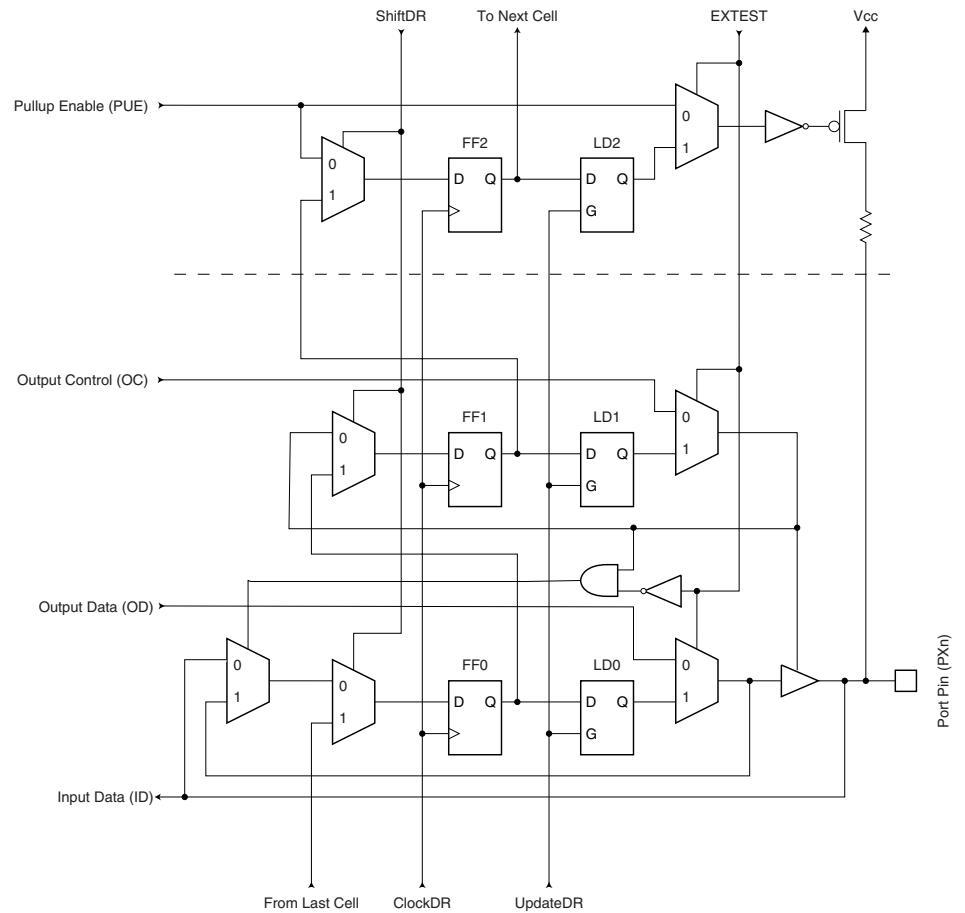 ShiftDR
To Next Cell
EXTEST
Vcc
Pullup Enable (PUE)
0
1
FF2
D Q
LD2
D Q
G
0
1
Output Control (OC)
0
1
FF1
D Q
LD1
D Q
G
0
1
Output Data (OD)
0
1
0
1
FF0
D Q
LD0
D Q
G
0
1
Port Pin (PXn)
Input Data (ID)
From Last Cell
ClockDR
UpdateDR